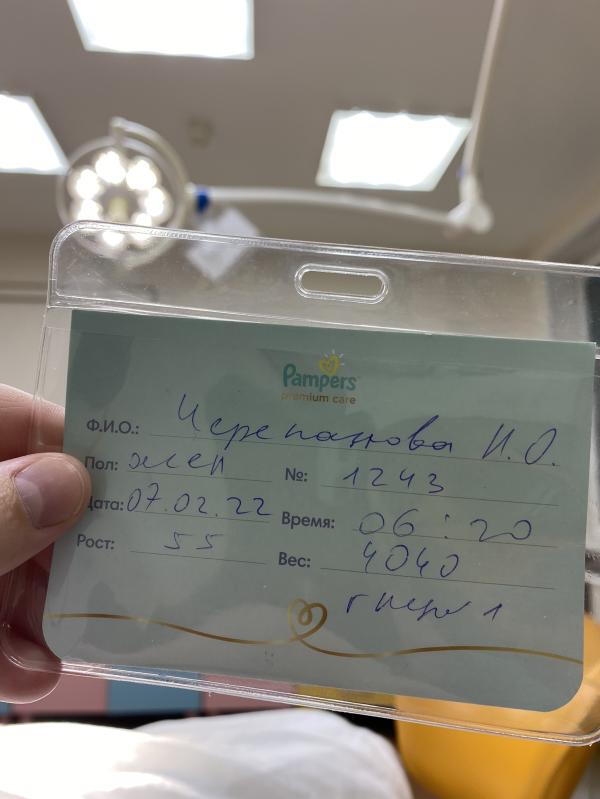 Pampers
premium care
Ф.И.О.: Черепанова И.О.
Пол: жен №: 1243
Дата: 07.02.22 Время: 06:20
Рост: 55 Вес: 4040
г 1